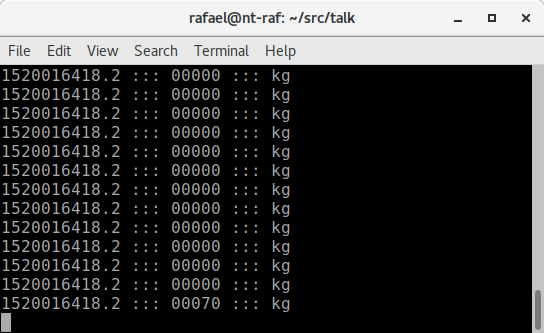 rafael@nt-raf: ~/src/talk
File Edit View Search Terminal Help
1520016418.2 ::: 00000 ::: kg
1520016418.2 ::: 00000 ::: kg
1520016418.2 ::: 00000 ::: kg
1520016418.2 ::: 00000 ::: kg
1520016418.2 ::: 00000 ::: kg
1520016418.2 ::: 00000 ::: kg
1520016418.2 ::: 00000 ::: kg
1520016418.2 ::: 00000 ::: kg
1520016418.2 ::: 00000 ::: kg
1520016418.2 ::: 00000 ::: kg
1520016418.2 ::: 00000 ::: kg
1520016418.2 ::: 00000 ::: kg
1520016418.2 ::: 00070 ::: kg